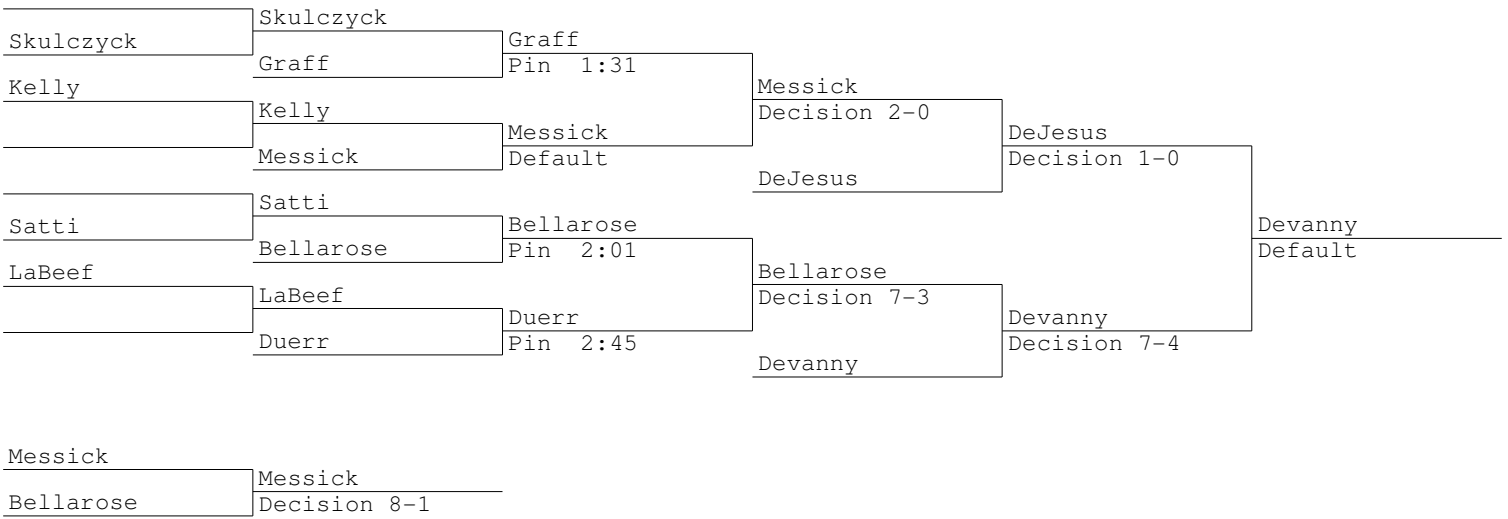 Skulczyck
Skulczyck
Graff
Graff
Pin 1:31
Kelly
Messick
Kelly
Decision 2-0
Messick
DeJesus
Messick
Default
Decision 1-0
DeJesus
Satti
Satti
Bellarose
Devanny
Bellarose
Pin 2:01
Default
LaBeef
Bellarose
LaBeef
Decision 7-3
Duerr
Devanny
Duerr
Pin 2:45
Decision 7-4
Devanny
Messick
Messick
Bellarose
Decision 8-1